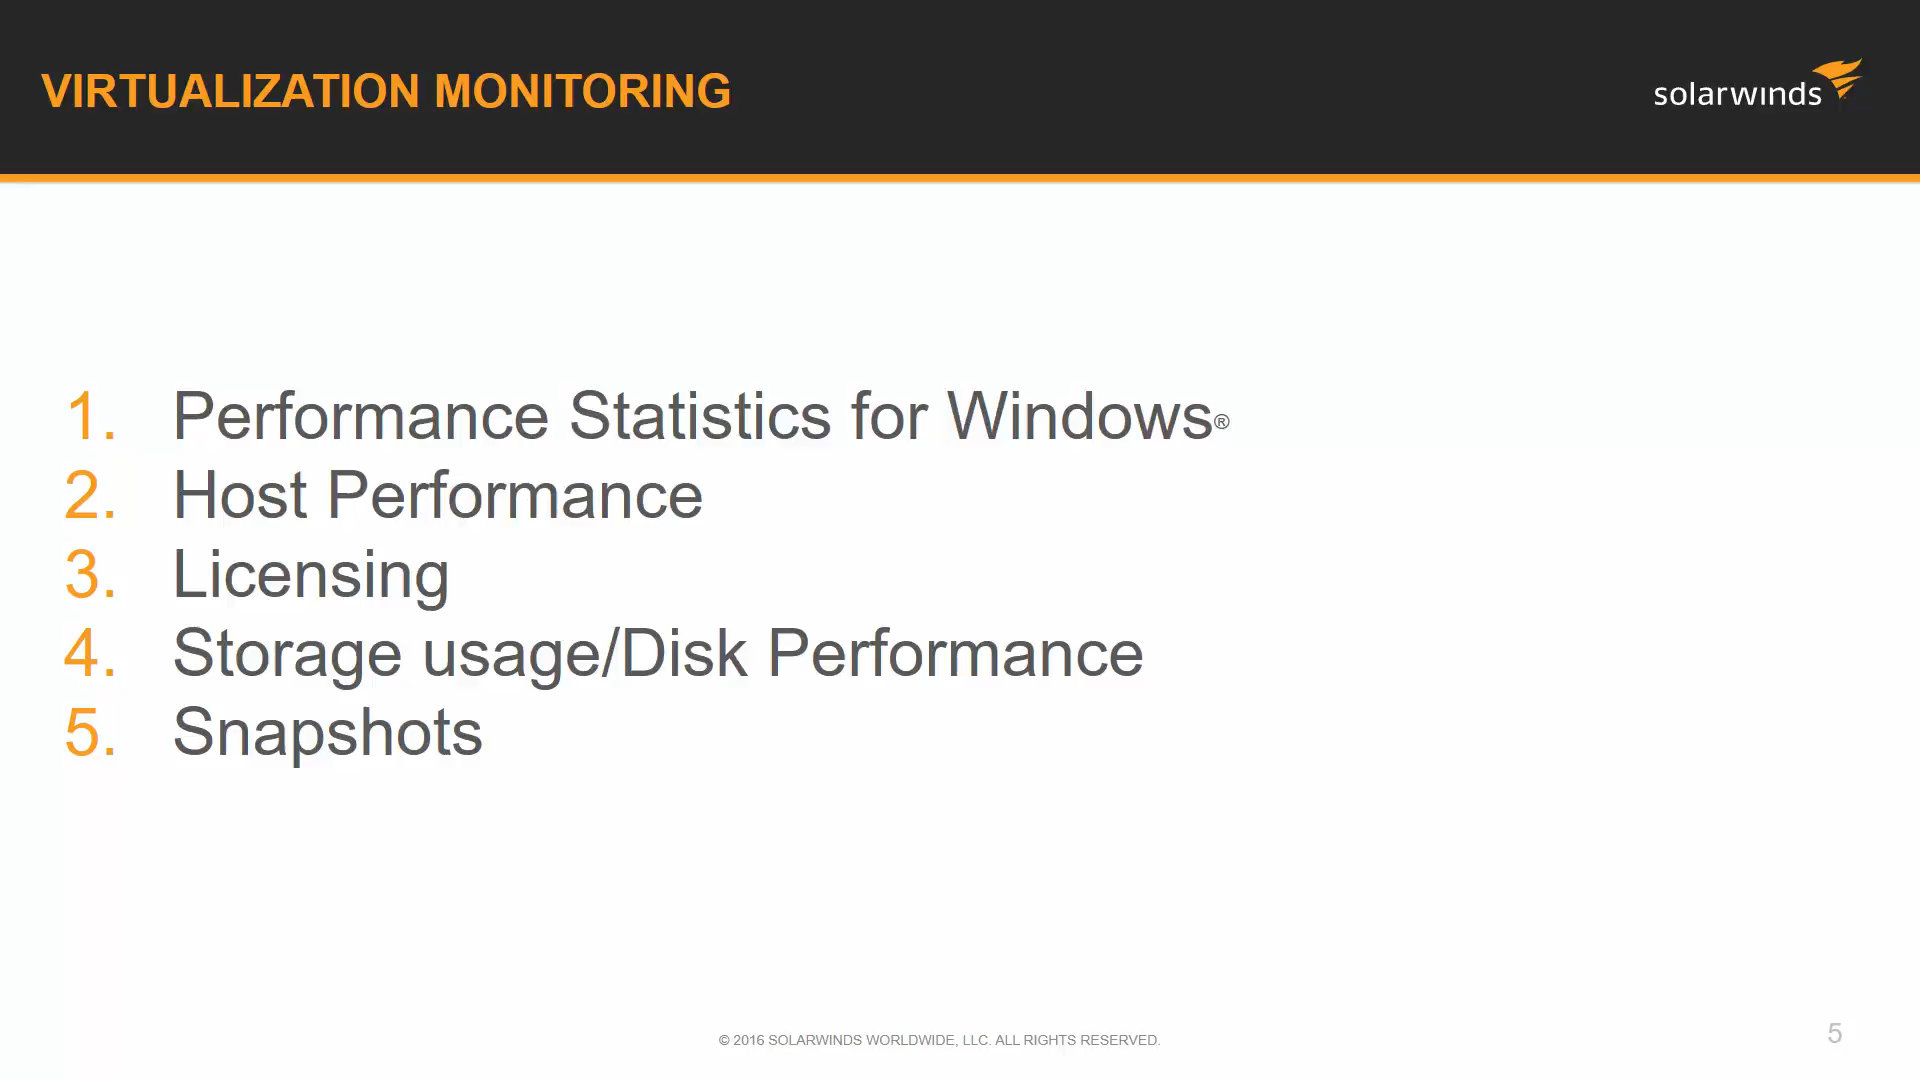 VIRTUALIZATION MONITORING
solarwinds
1. Performance Statistics for Windows®
2. Host Performance
3. Licensing
4. Storage usage/Disk Performance
5. Snapshots
© 2016 SOLARWINDS WORLDWIDE, LLC. ALL RIGHTS RESERVED.
5